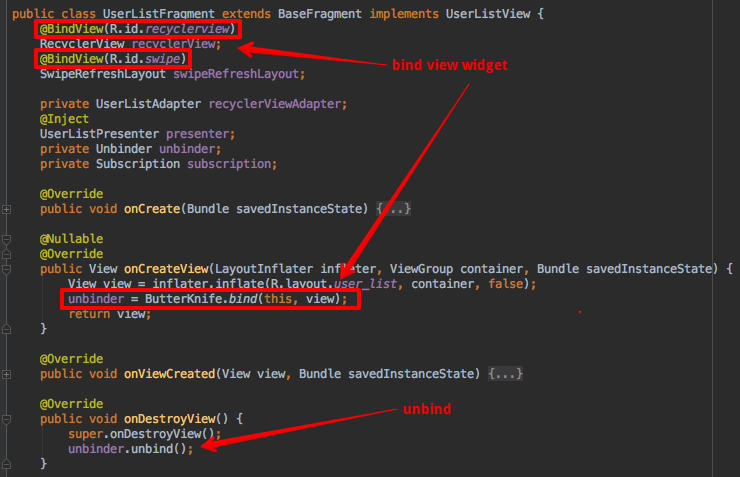 public class UserListFragment extends BaseFragment implements UserListView {
@BindView(R.id.recyclerview)
RecyclerView recyclerView;
@BindView(R.id.swipe)
SwipeRefreshLayout swipeRefreshLayout;
bind view widget
private UserListAdapter recyclerViewAdapter;
@Inject
UserListPresenter presenter;
private Unbinder unbinder;
private Subscription subscription;
@Override
public void onCreate(Bundle savedInstanceState) {...}
@Nullable
@Override
public View onCreateView(LayoutInflater inflater, ViewGroup container, Bundle savedInstanceState) {
View view = inflater.inflate(R.layout.user_list, container, false);
unbinder = ButterKnife.bind(this, view);
return view;
}
@Override
public void onViewCreated(View view, Bundle savedInstanceState) {...}
@Override
public void onDestroyView() {
unbind
super.onDestroyView();
unbinder.unbind();
}